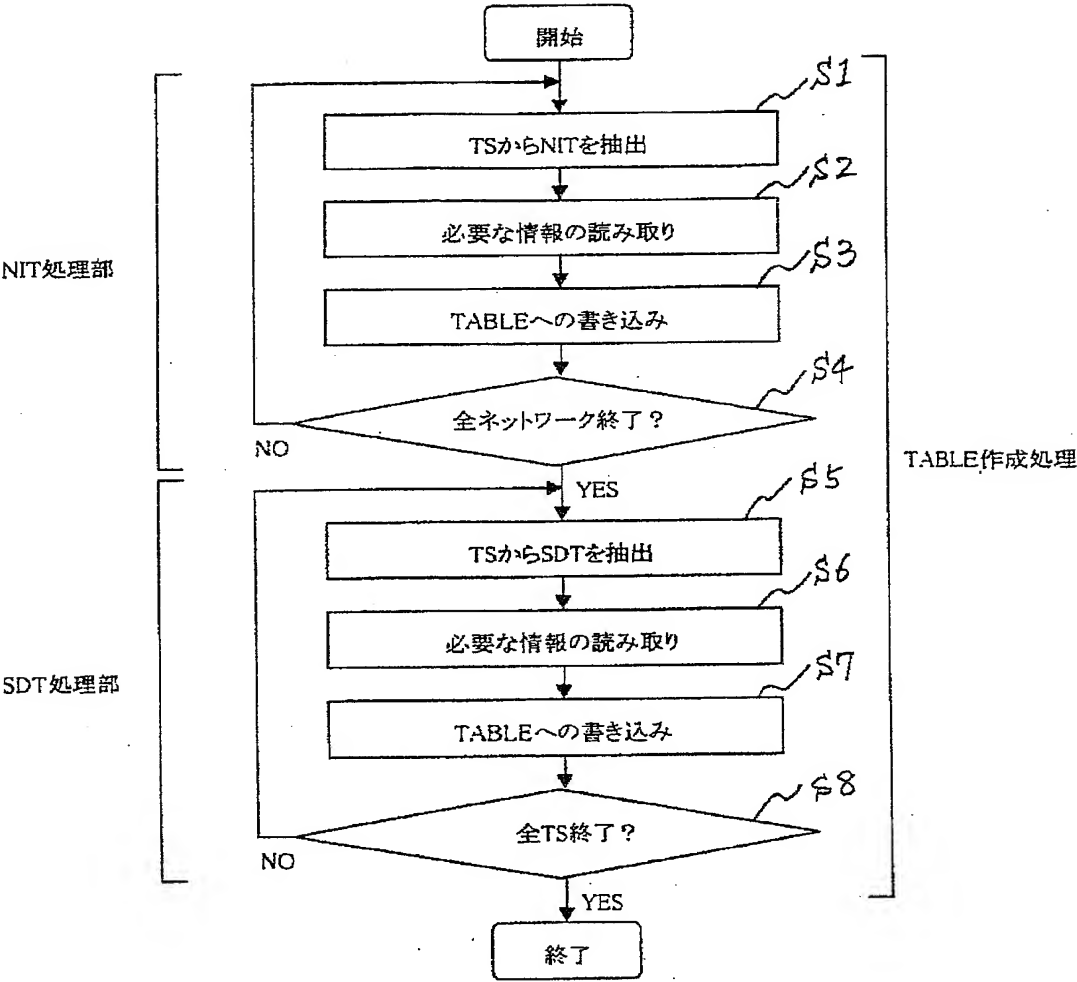 開始
S1
TSからNITを抽出
S2
必要な情報の読み取り
NIT処理部
S3
TABLEへの書き込み
S4
全ネットワーク終了？
NO
TABLE作成処理
YES
S5
TSからSDTを抽出
S6
必要な情報の読み取り
SDT処理部
S7
TABLEへの書き込み
S8
全TS終了？
NO
YES
終了